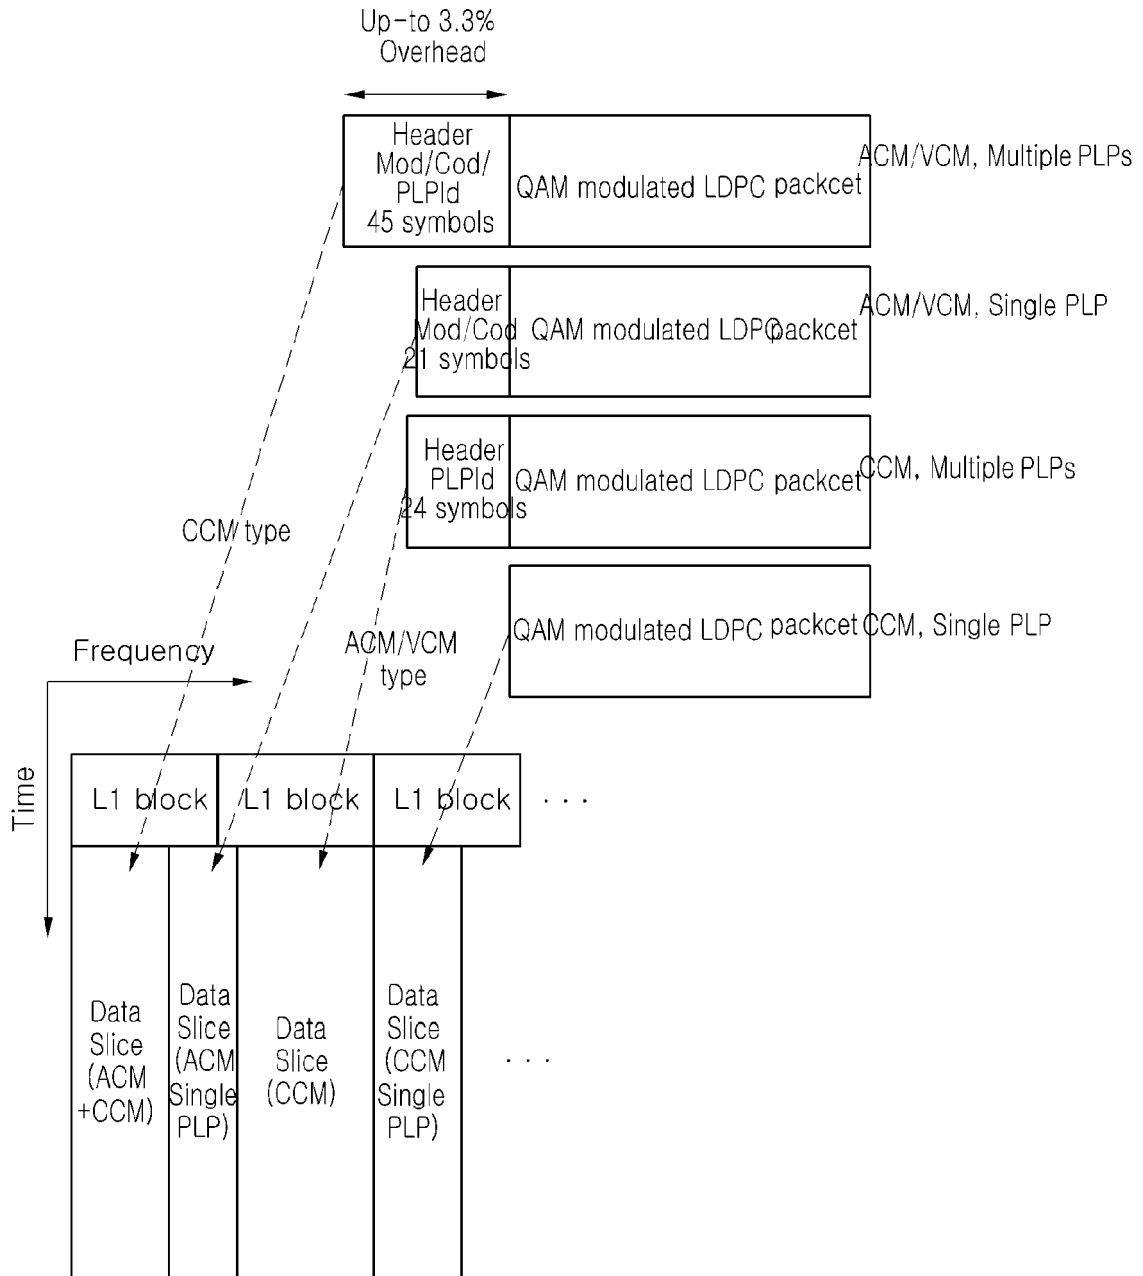 Up-to 3.3%
Overhead
Header
Mod/Cod/
PLPId
45 symbols
QAM modulated LDPC packcet
ACM/VCM, Multiple PLPs
Header
Mod/Cod
21 symbols
QAM modulated LDPC packcet
ACM/VCM, Single PLP
Header
PLPId
24 symbols
QAM modulated LDPC packcet
CCM, Multiple PLPs
CCM type
QAM modulated LDPC packcet
CCM, Single PLP
ACM/VCM
type
Frequency
Time
L1 block
L1 block
L1 block
. . .
Data
Slice
(ACM
+CCM)
Data
Slice
(ACM
Single
PLP)
Data
Slice
(CCM)
Data
Slice
(CCM
Single
PLP)
. . .